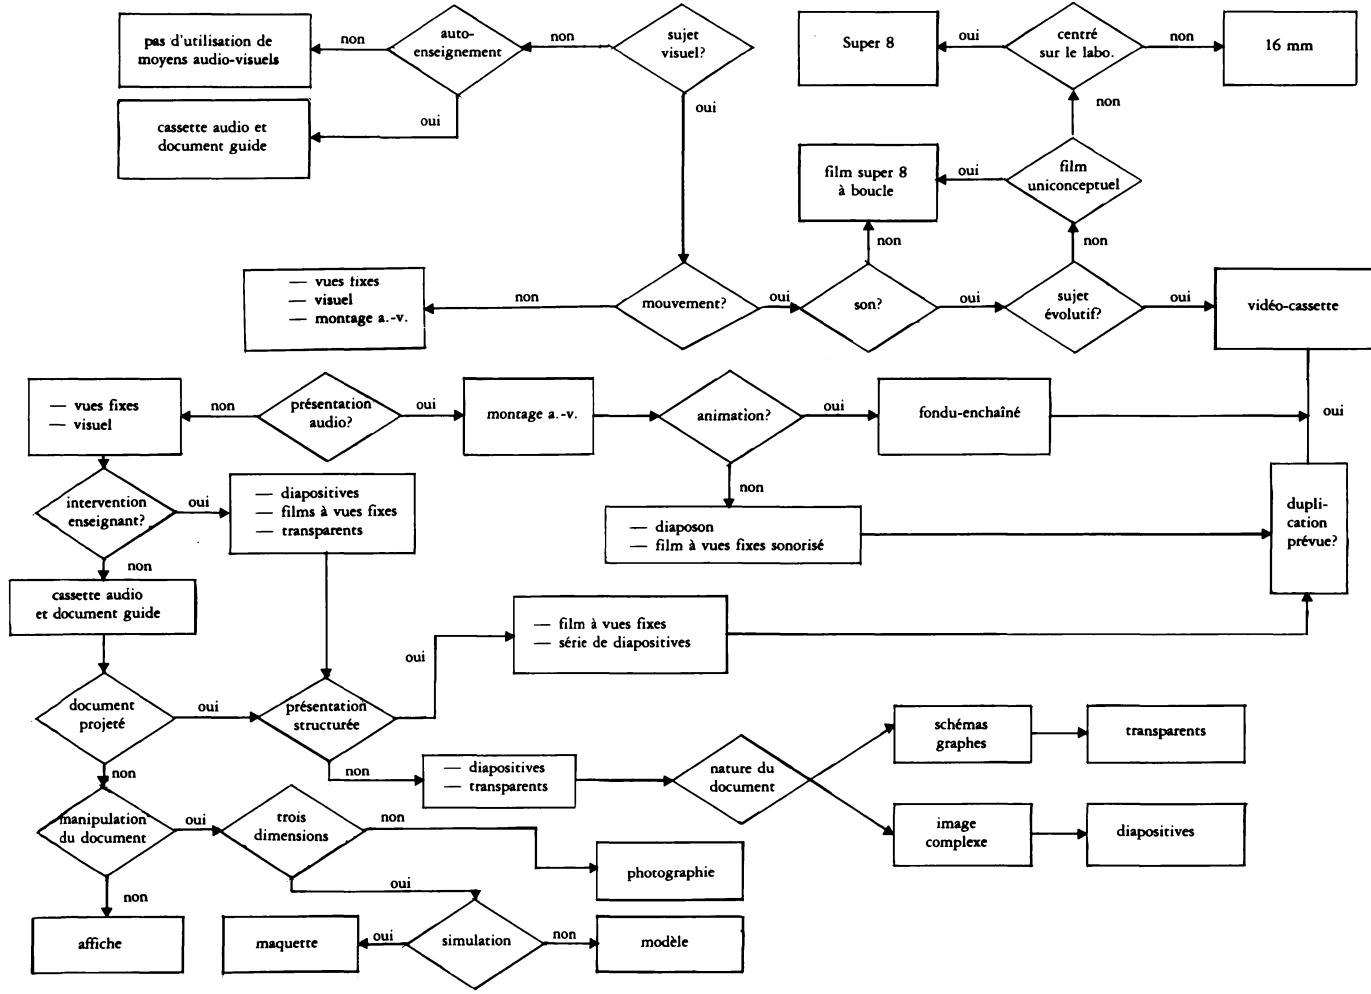 pas d'utilisation de
moyens audio-visuels
non
auto-
enseignement
non
sujet
visuel?
oui
cassette audio et
document guide
oui
Super 8
oui
centré
sur le labo.
non
16 mm
non
film super 8
à boucle
oui
film
uniconceptuel
non
non
— vues fixes
— visuel
— montage a.-v.
non
mouvement?
oui
son?
oui
sujet
évolutif?
oui
vidéo-cassette
— vues fixes
— visuel
non
présentation
audio?
oui
montage a.-v.
animation?
oui
fondu-enchaîné
oui
non
intervention
enseignant?
oui
— diapositives
— films à vues fixes
— transparents
— diaposon
— film à vues fixes sonorisé
dupli-
cation
prévue?
non
cassette audio
et document guide
— film à vues fixes
— série de diapositives
oui
document
projeté
oui
présentation
structurée
non
— diapositives
— transparents
nature du
document
schémas
graphes
transparents
image
complexe
diapositives
non
manipulation
du document
oui
trois
dimensions
non
photographie
oui
non
affiche
maquette
oui
simulation
non
modèle